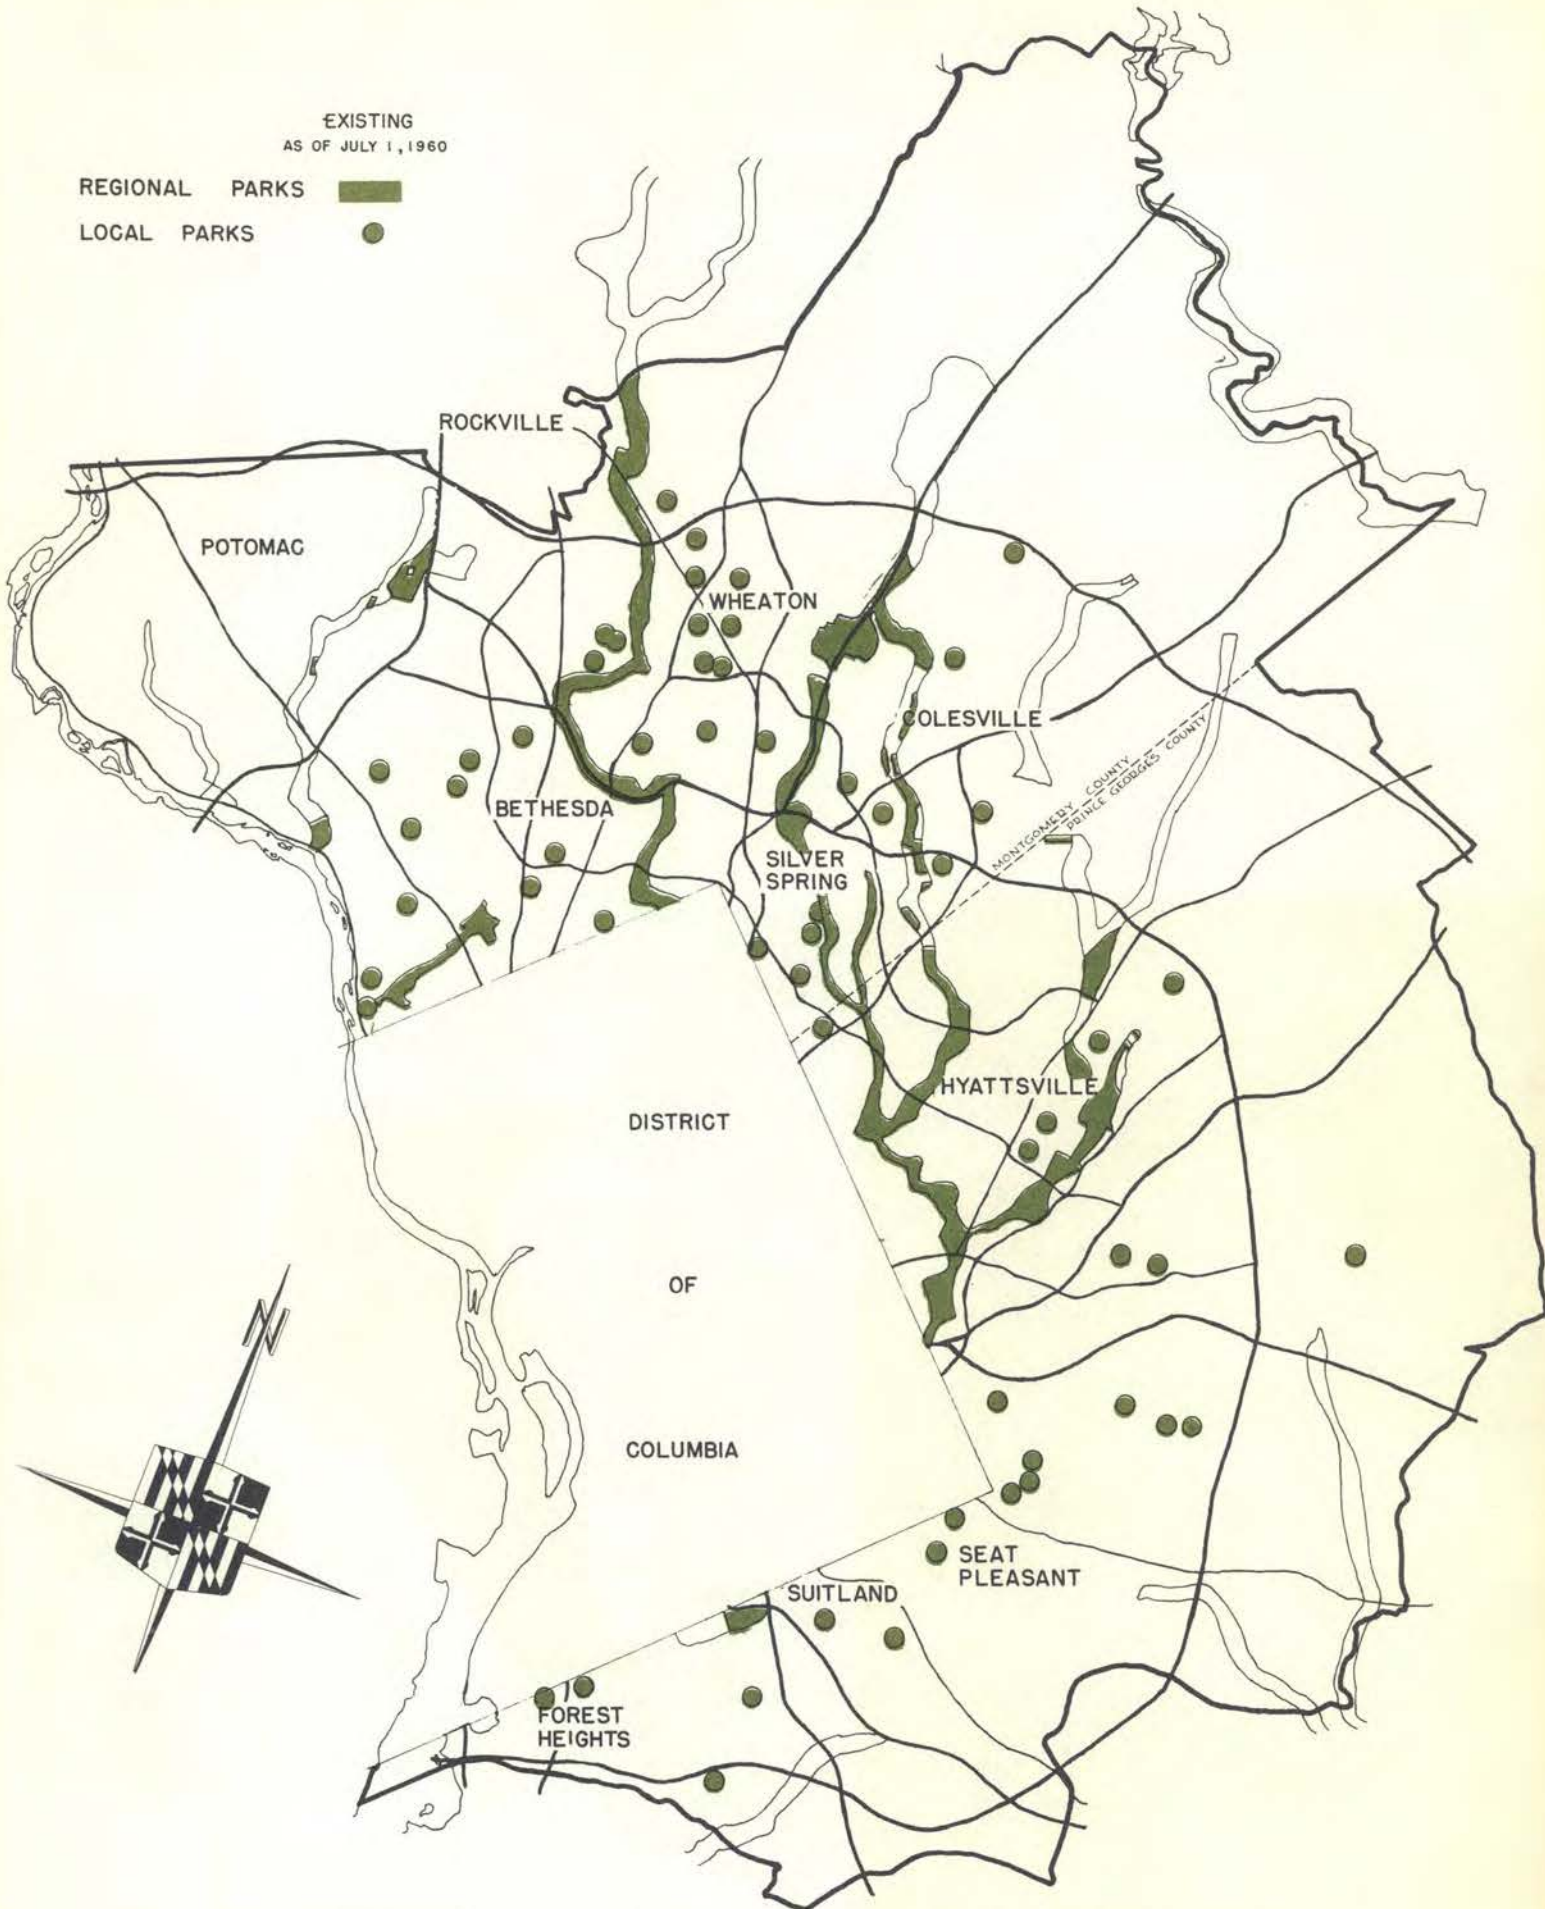 EXISTING
AS OF JULY 1, 1960
REGIONAL PARKS
LOCAL PARKS
ROCKVILLE
POTOMAC
WHEATON
COLESVILLE
MONTGOMERY COUNTY
PRINCE GEORGES COUNTY
BETHESDA
SILVER
SPRING
HYATTSVILLE
DISTRICT
OF
COLUMBIA
N
SEAT
PLEASANT
SUITLAND
FOREST
HEIGHTS